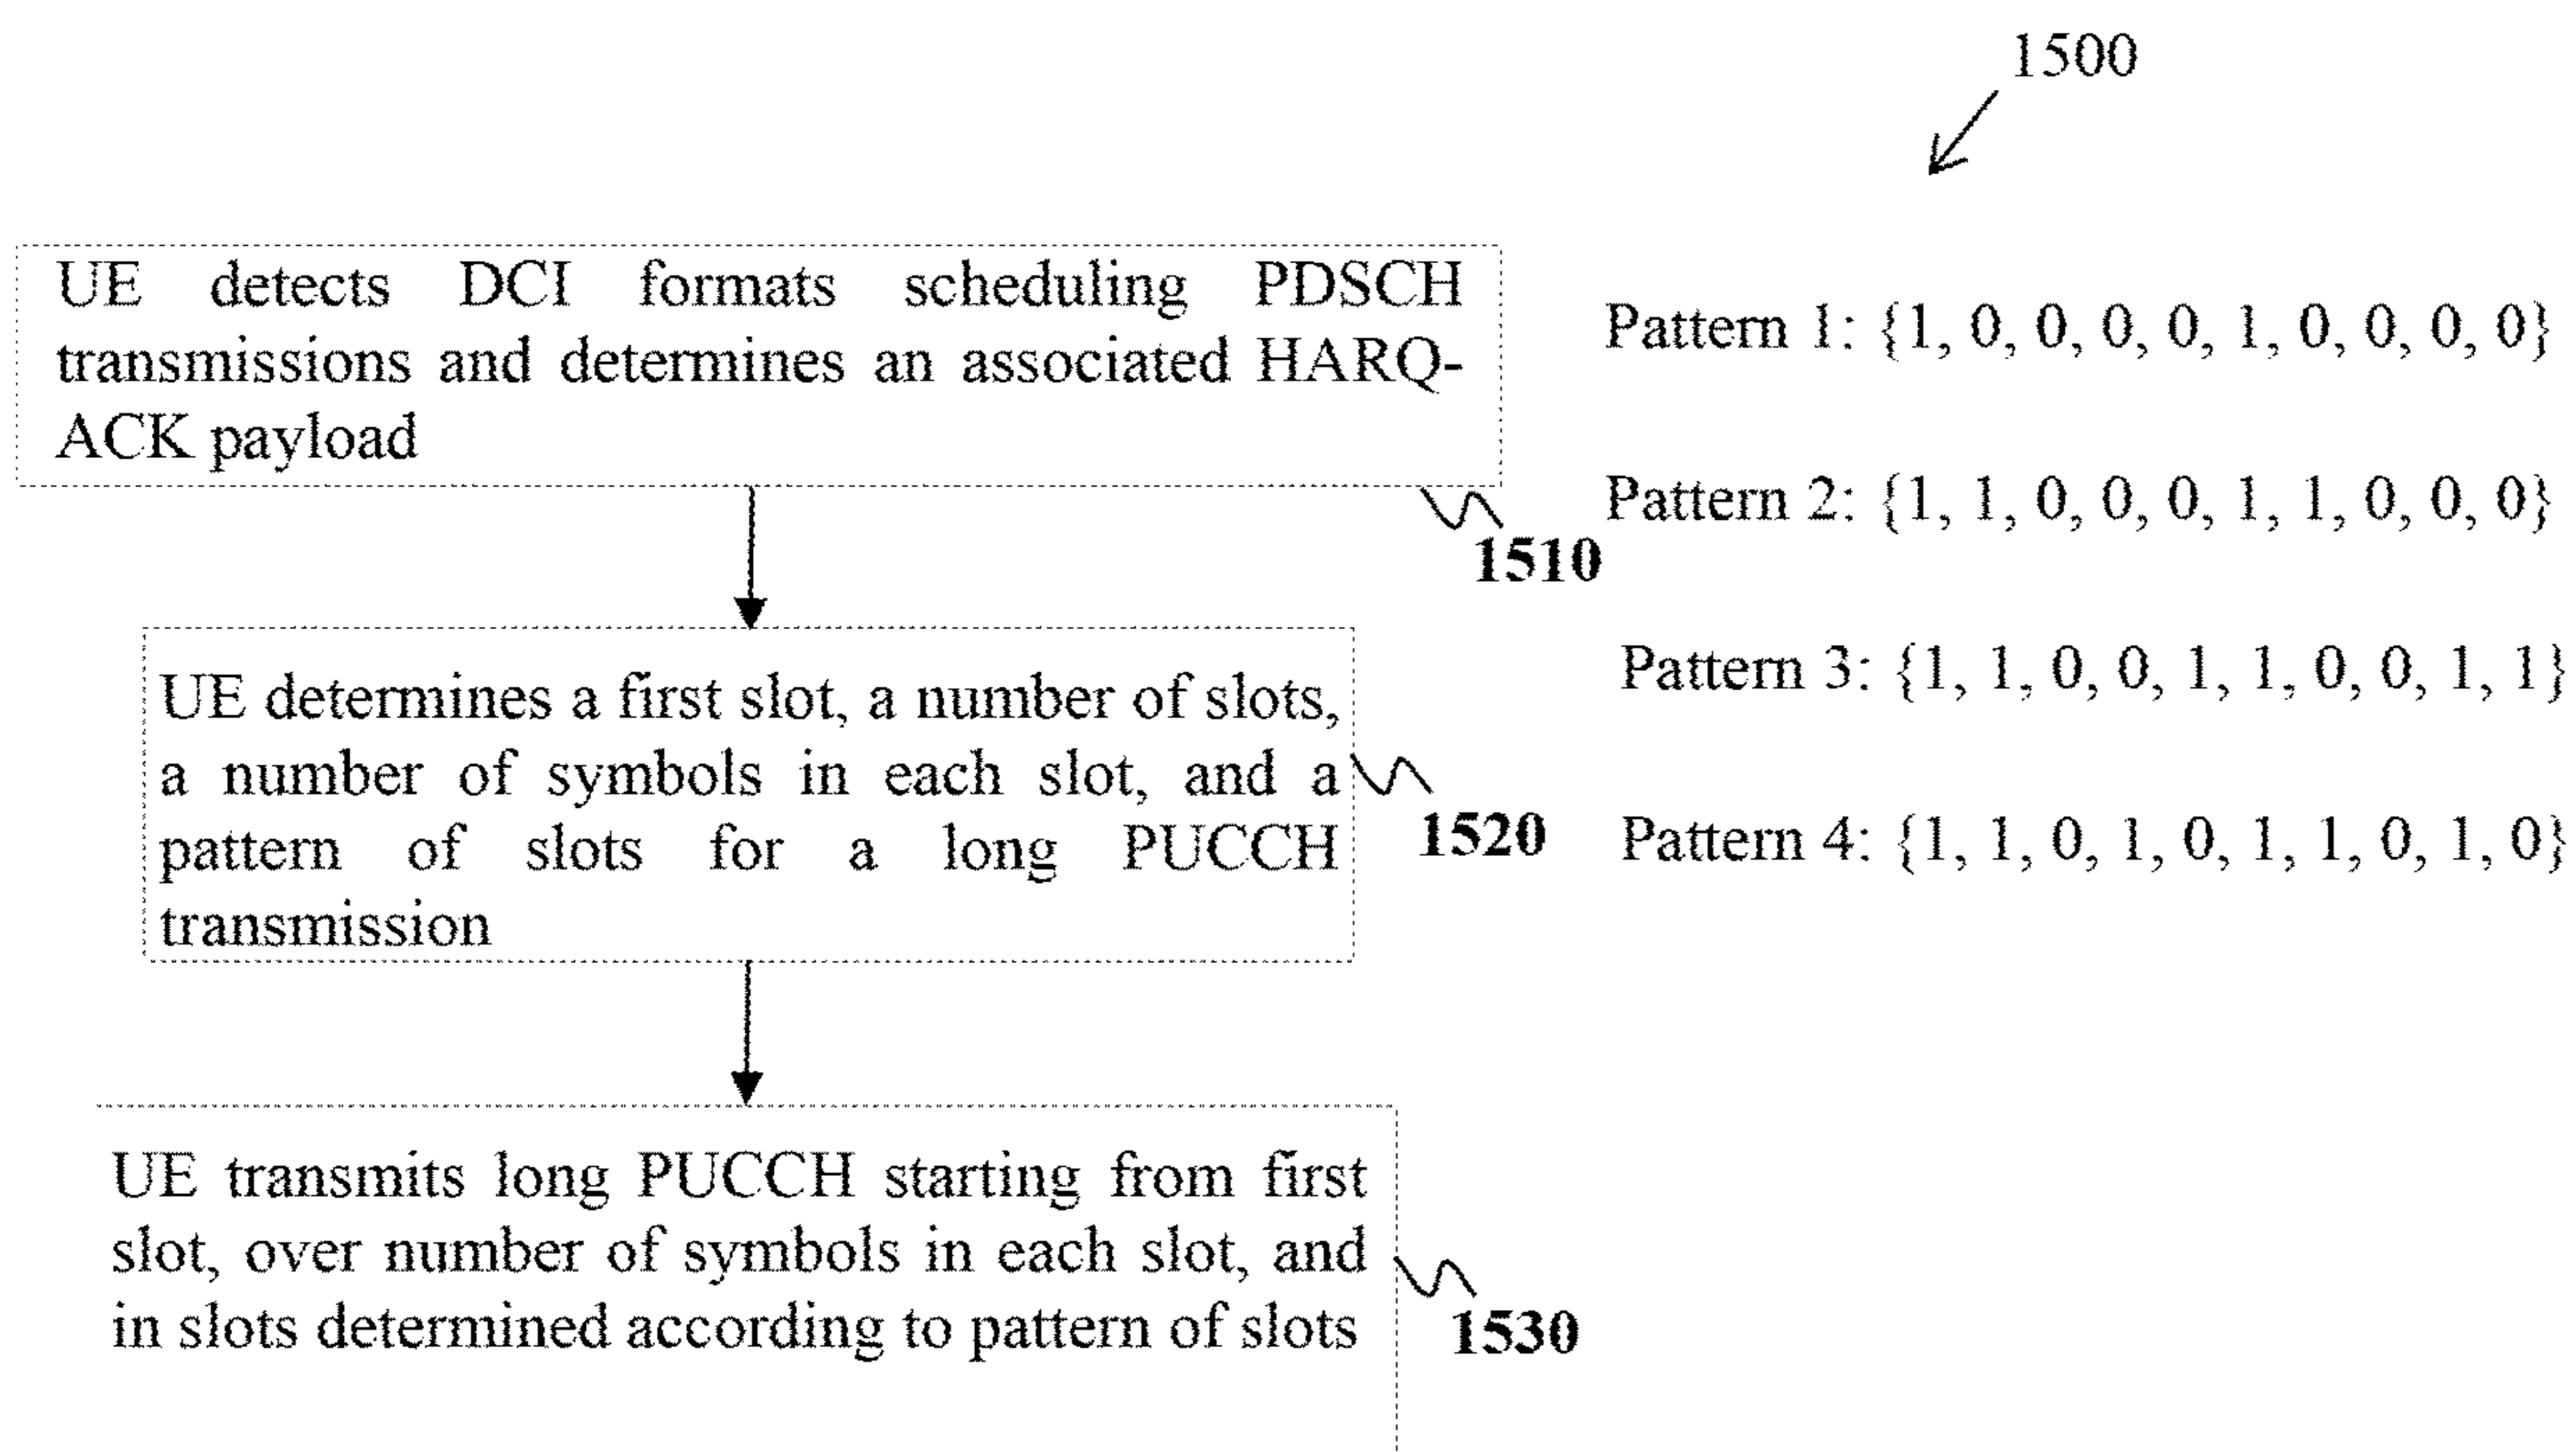 1500
UE detects DCI formats scheduling PDSCH
transmissions and determines an associated HARQ-
ACK payload
1510
Pattern 1: {1, 0, 0, 0, 0, 1, 0, 0, 0, 0}
Pattern 2: {1, 1, 0, 0, 0, 1, 1, 0, 0, 0}
Pattern 3: {1, 1, 0, 0, 1, 1, 0, 0, 1, 1}
Pattern 4: {1, 1, 0, 1, 0, 1, 1, 0, 1, 0}
UE determines a first slot, a number of slots,
a number of symbols in each slot, and a
pattern of slots for a long PUCCH
transmission
1520
UE transmits long PUCCH starting from first
slot, over number of symbols in each slot, and
in slots determined according to pattern of slots
1530